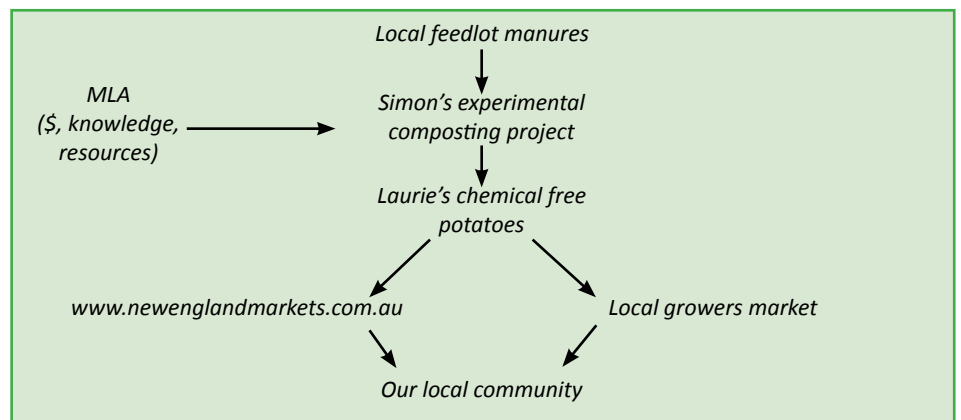 Local feedlot manures
MLA
($, knowledge,
resources)
Simon's experimental
composting project
Laurie's chemical free
potatoes
www.newenglandmarkets.com.au
Local growers market
Our local community